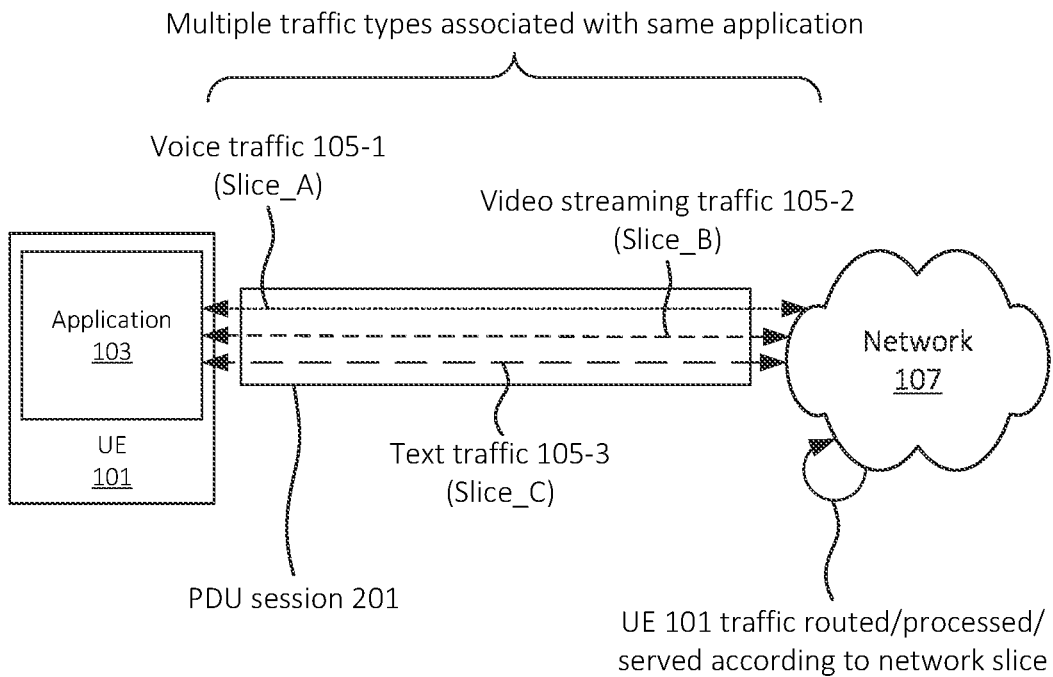 Multiple traffic types associated with same application
Voice traffic 105-1
(Slice_A)
Video streaming traffic 105-2
(Slice_B)
Application
103
Network
107
UE
101
Text traffic 105-3
(Slice_C)
PDU session 201
UE 101 traffic routed/processed/
served according to network slice